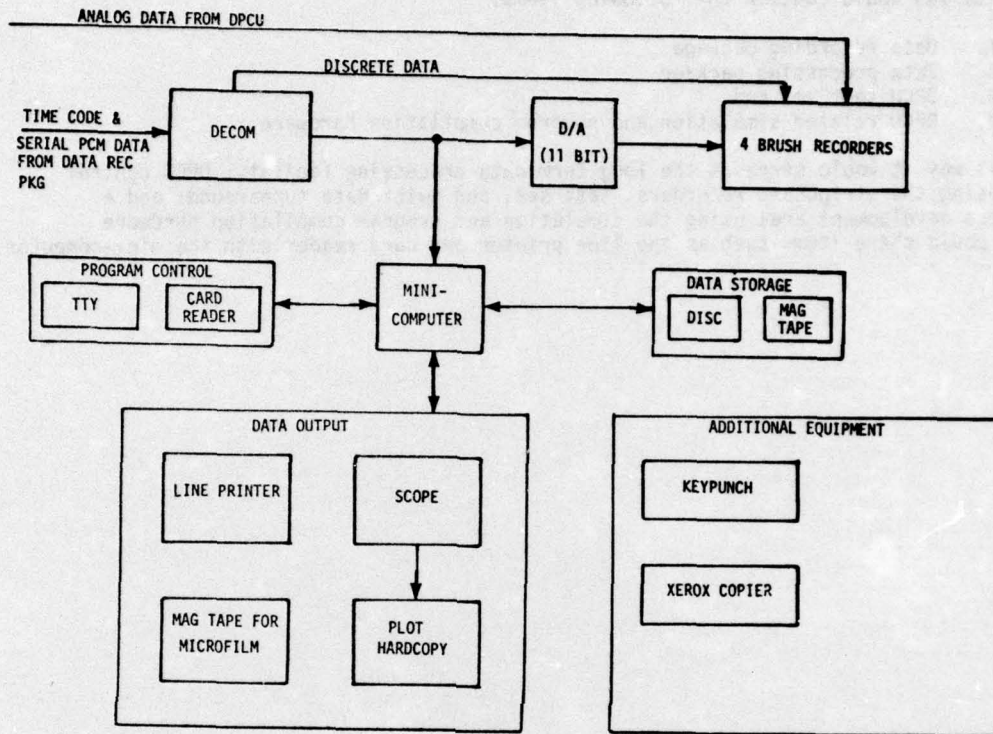 ANALOG DATA FROM DPCU
DISCRETE DATA
TIME CODE &
SERIAL PCM DATA
FROM DATA REC
PKG
DECOM
D/A
(11 BIT)
4 BRUSH RECORDERS
PROGRAM CONTROL
TTY
CARD
READER
MINI-
COMPUTER
DATA STORAGE
DISC
MAG
TAPE
DATA OUTPUT
LINE PRINTER
SCOPE
MAG TAPE FOR
MICROFILM
PLOT
HARDCOPY
ADDITIONAL EQUIPMENT
KEYPUNCH
XEROX COPIER